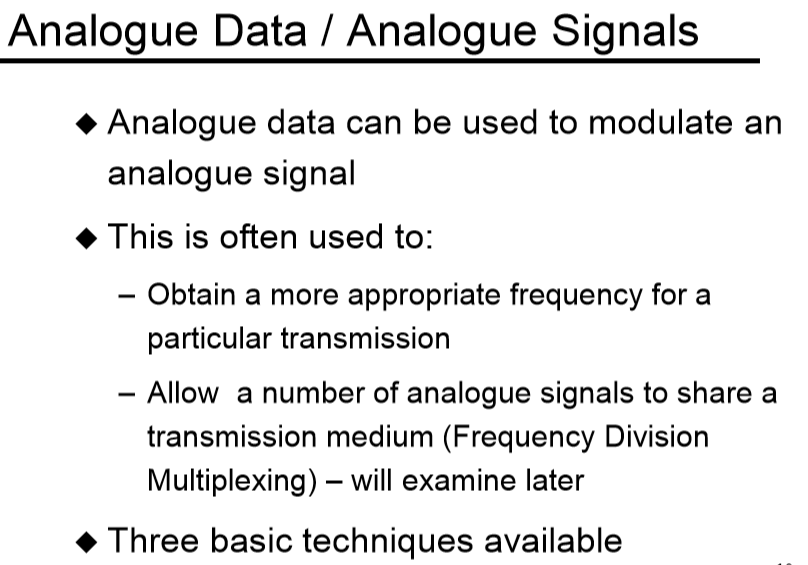 Analogue Data / Analogue Signals
◆ Analogue data can be used to modulate an
analogue signal
◆ This is often used to:
– Obtain a more appropriate frequency for a
particular transmission
– Allow a number of analogue signals to share a
transmission medium (Frequency Division
Multiplexing) – will examine later
◆ Three basic techniques available